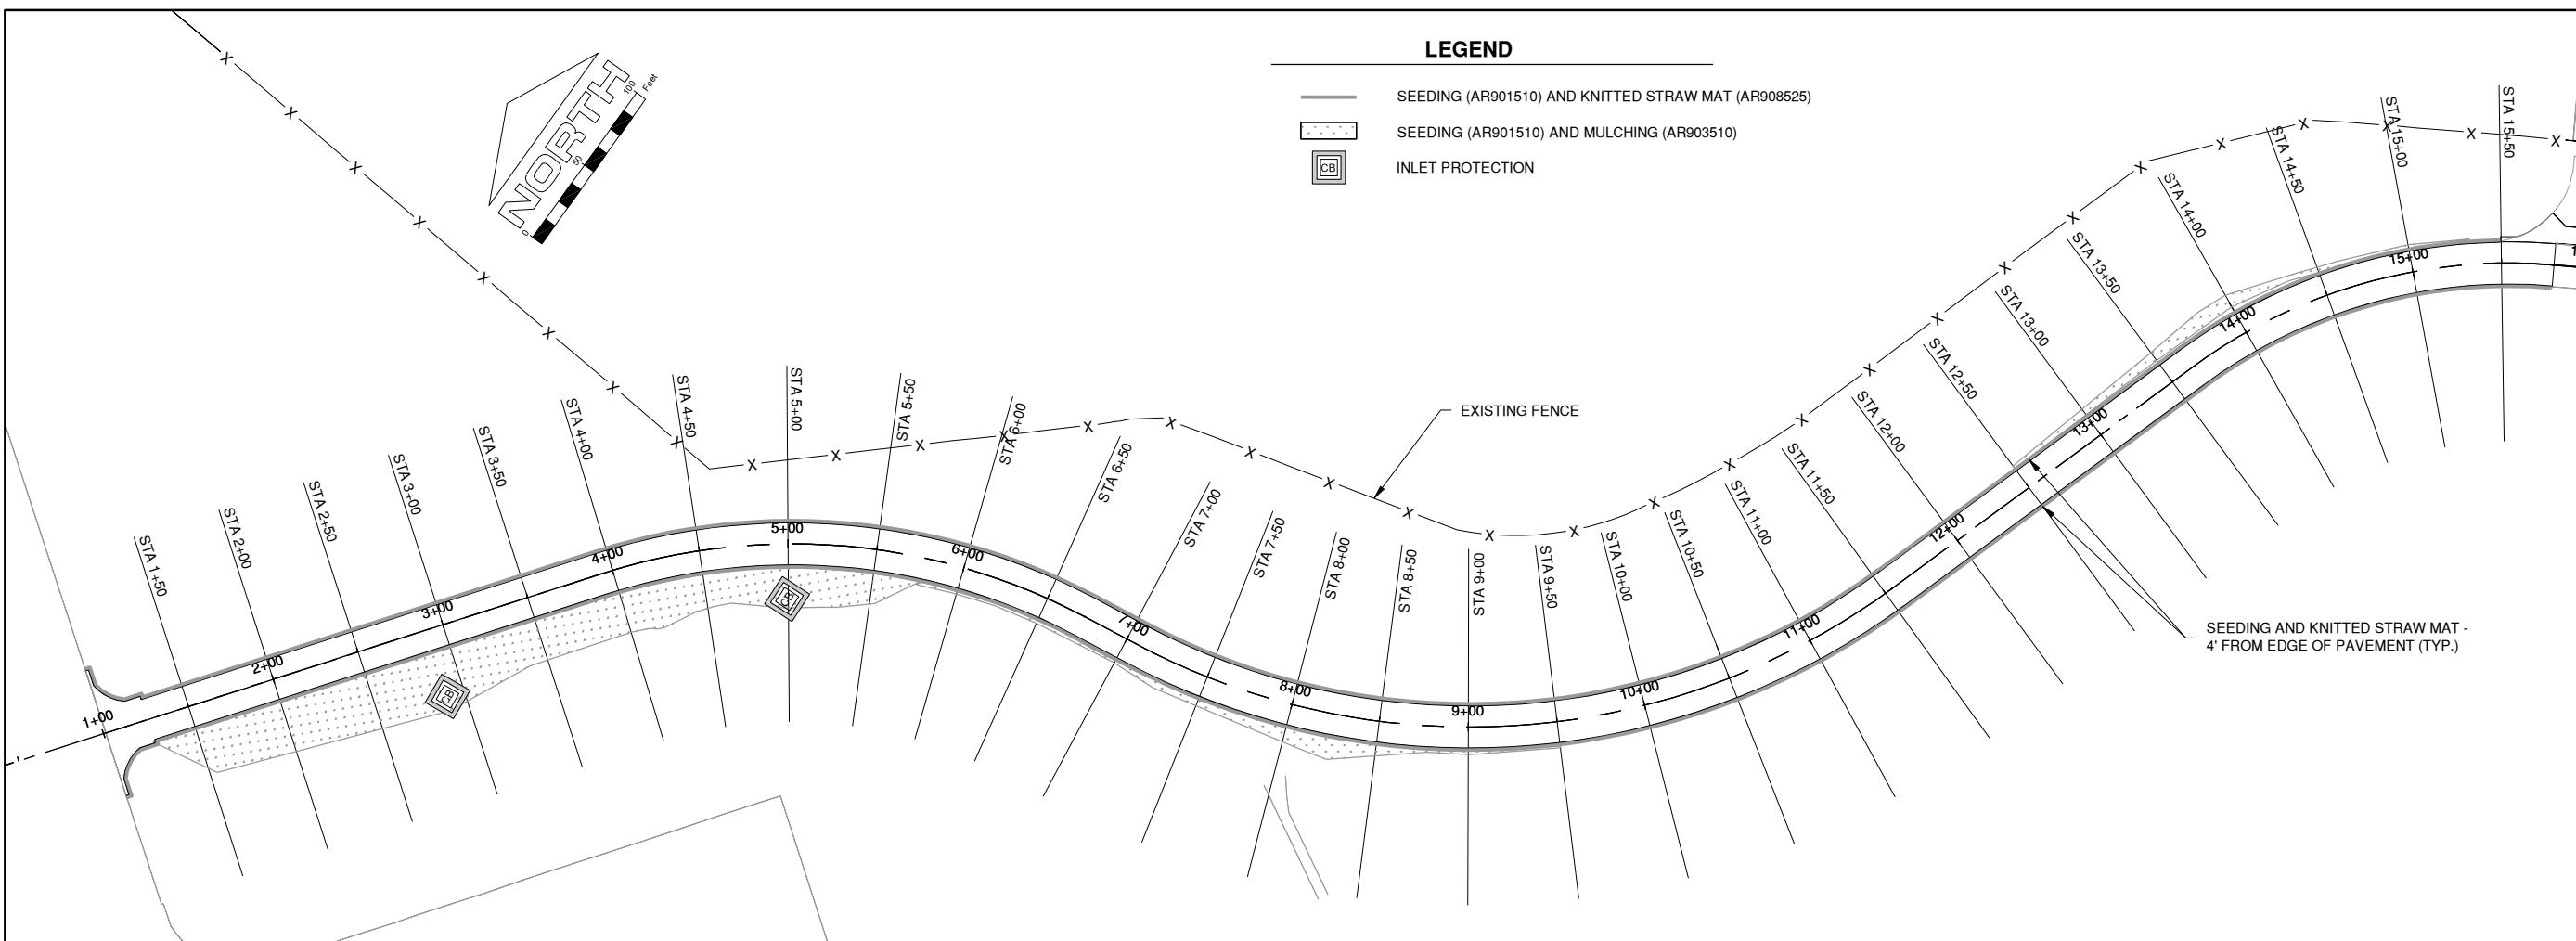 LEGEND
SEEDING (AR901510) AND KNITTED STRAW MAT (AR908525)
SEEDING (AR901510) AND MULCHING (AR903510)
CB
INLET PROTECTION
NORTH
0
50
100
Feet
STA 1+50
STA 2+00
STA 2+50
STA 3+00
STA 3+50
STA 4+00
STA 4+50
STA 5+00
STA 5+50
STA 6+00
STA 6+50
STA 7+00
STA 7+50
STA 8+00
STA 8+50
STA 9+00
STA 9+50
STA 10+00
STA 10+50
STA 11+00
STA 11+50
STA 12+00
STA 12+50
STA 13+00
STA 13+50
STA 14+00
STA 14+50
STA 15+00
STA 15+50
EXISTING FENCE
1+00
2+00
3+00
4+00
5+00
6+00
7+00
8+00
9+00
10+00
11+00
12+00
13+00
14+00
15+00
CB
CB
SEEDING AND KNITTED STRAW MAT -
4' FROM EDGE OF PAVEMENT (TYP.)